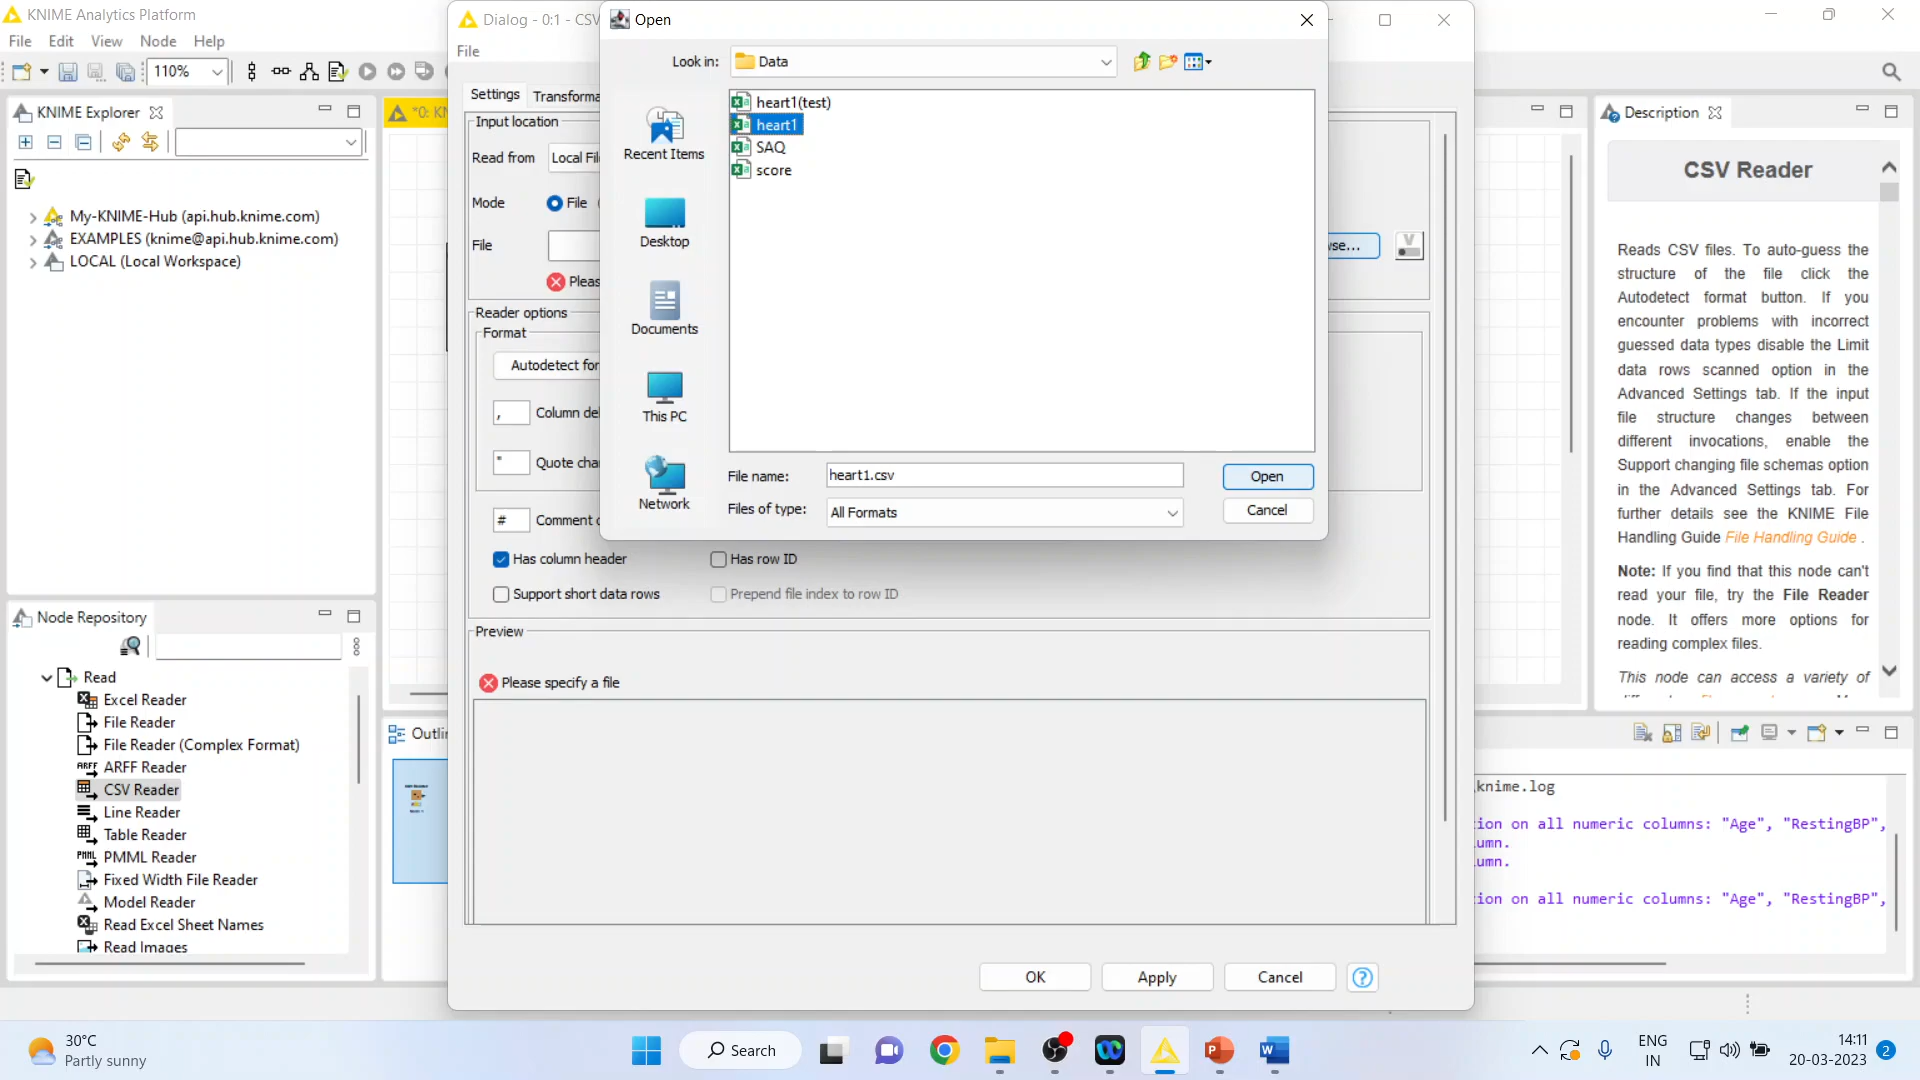 KNIME Analytics Platform
File Edit View Node Help
110%
KNIME Explorer
My-KNIME-Hub (api.hub.knime.com)
EXAMPLES (knime@api.hub.knime.com)
LOCAL (Local Workspace)
Node Repository
Read
Excel Reader
File Reader
File Reader (Complex Format)
ARFF Reader
CSV Reader
Line Reader
Table Reader
PMML Reader
Fixed Width File Reader
Model Reader
Read Excel Sheet Names
Read Images
Dialog - 0:1 - CSV
File
Settings
Input location
Read from
Mode
File
File
Reader options
Format
,
"
#
Has column header
Has row ID
Support short data rows
Prepend file index to row ID
Preview
Please specify a file
OK
Apply
Cancel
?
Open
Look in:
Data
Recent Items
Desktop
Documents
This PC
Network
heart1(test)
heart1
SAQ
score
File name:
heart1.csv
Open
Files of type:
All Formats
Cancel
Description
CSV Reader
Reads CSV files. To auto-guess the
structure of the file click the
Autodetect format button. If you
encounter problems with incorrect
guessed data types disable the Limit
data rows scanned option in the
Advanced Settings tab. If the input
file structure changes between
different invocations, enable the
Support changing file schemas option
in the Advanced Settings tab. For
further details see the KNIME File
Handling Guide File Handling Guide .
Note: If you find that this node can't
read your file, try the File Reader
node. It offers more options for
reading complex files.
This node can access a variety of
knime.log
ion on all numeric columns: "Age", "RestingBP",
umn.
umn.
ion on all numeric columns: "Age", "RestingBP",
30°C
Partly sunny
Search
ENG
IN
14:11
20-03-2023
2